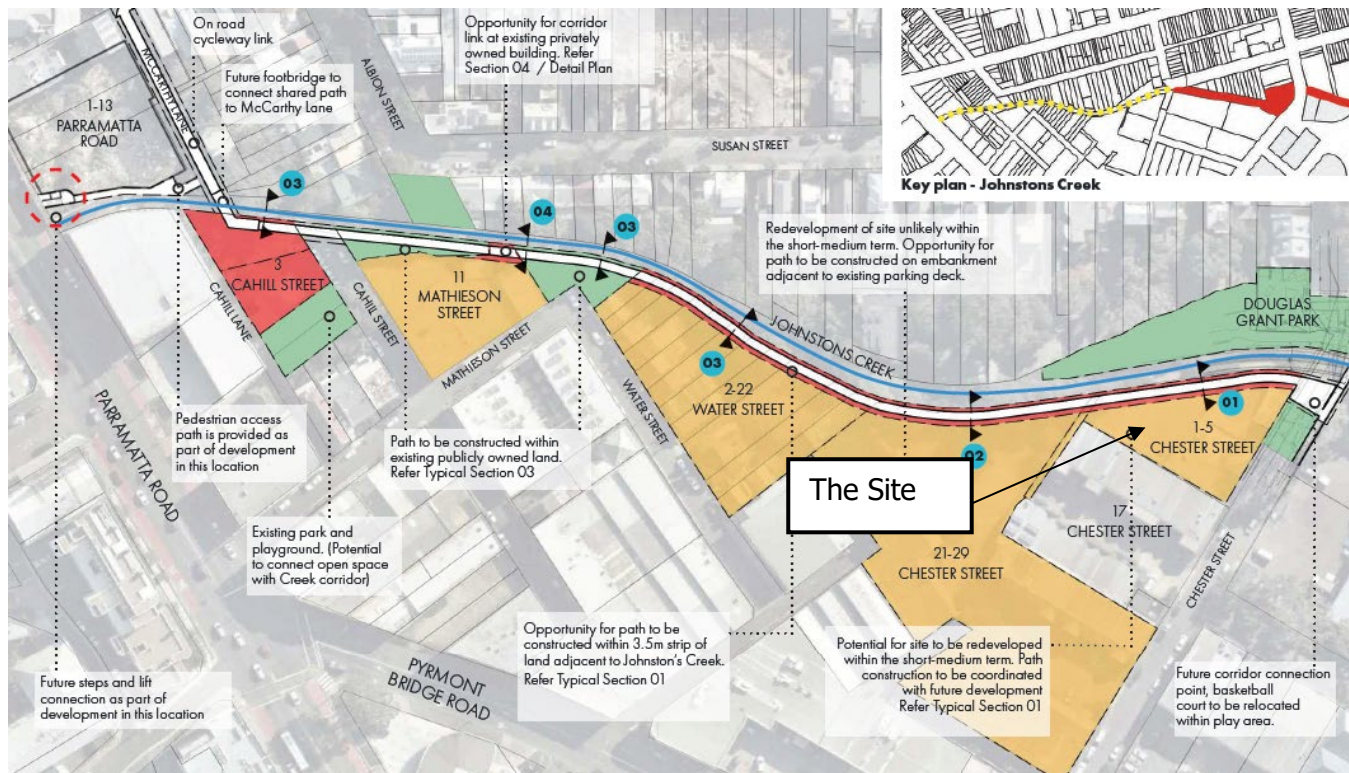 On road
cycleway link
Opportunity for corridor
link at existing privately
owned building. Refer
Section 04 / Detail Plan
MCCARTHY LANE
ALBION STREET
Future footbridge to
connect shared path
to McCarthy Lane
1-13
PARRAMATTA
ROAD
SUSAN STREET
Key plan - Johnstons Creek
03
04
03
Redevelopment of site unlikely within
the short-medium term. Opportunity for
path to be constructed on embankment
adjacent to existing parking deck.
3
CAHILL STREET
CAHILL LANE
CAHILL STREET
11
MATHIESON
STREET
MATHIESON STREET
JOHNSTONS CREEK
DOUGLAS
GRANT PARK
03
2-22
WATER STREET
WATER STREET
01
1-5
CHESTER STREET
02
The Site
PARRAMATTA ROAD
Pedestrian access
path is provided as
part of development
in this location
Path to be constructed within
existing publicly owned land.
Refer Typical Section 03
17
CHESTER STREET
21-29
CHESTER STREET
CHESTER STREET
Existing park and
playground. (Potential
to connect open space
with Creek corridor)
Opportunity for path to be
constructed within 3.5m strip of
land adjacent to Johnston's Creek.
Refer Typical Section 01
Potential for site to be redeveloped
within the short-medium term. Path
construction to be coordinated
with future development
Refer Typical Section 01
Future corridor connection
point, basketball
court to be relocated
within play area.
PYRMONT
BRIDGE ROAD
Future steps and lift
connection as part of
development in this location